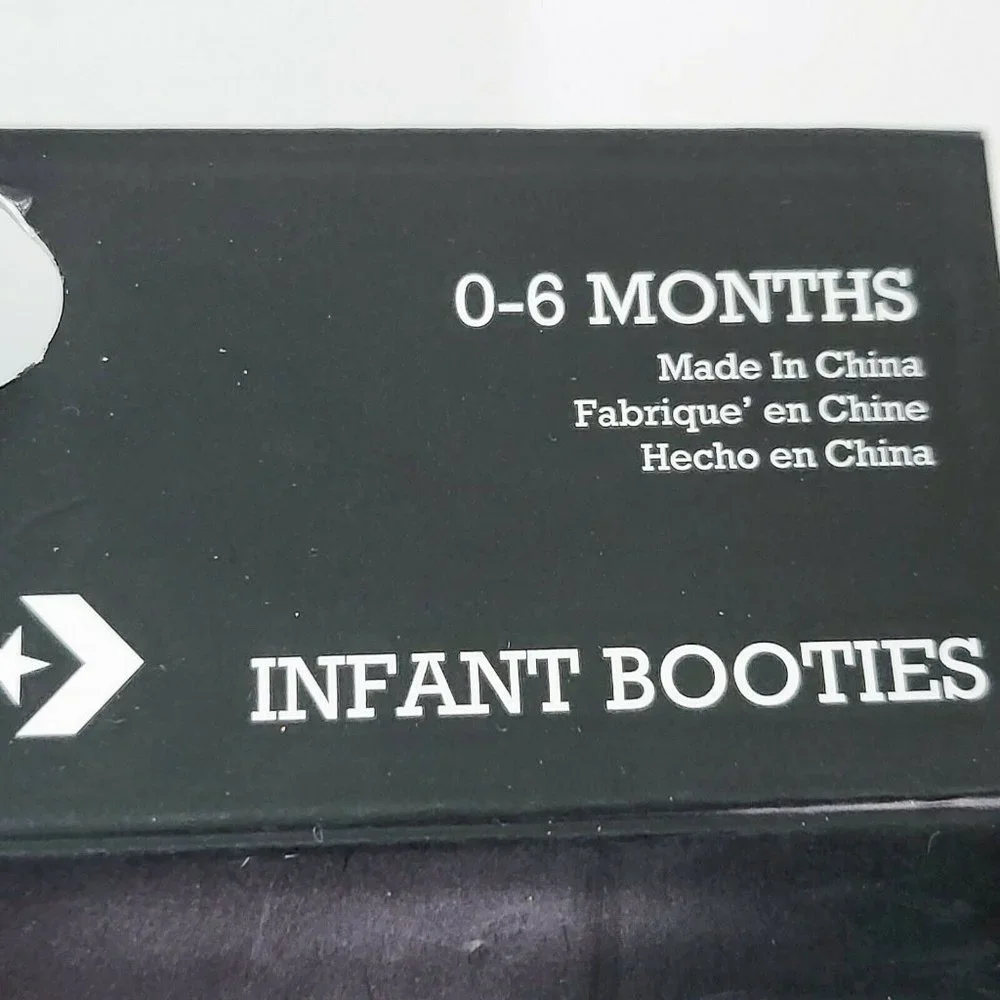 0-6 MONTHS
Made In China
Fabrique’ en Chine
Hecho en China
INFANT BOOTIES